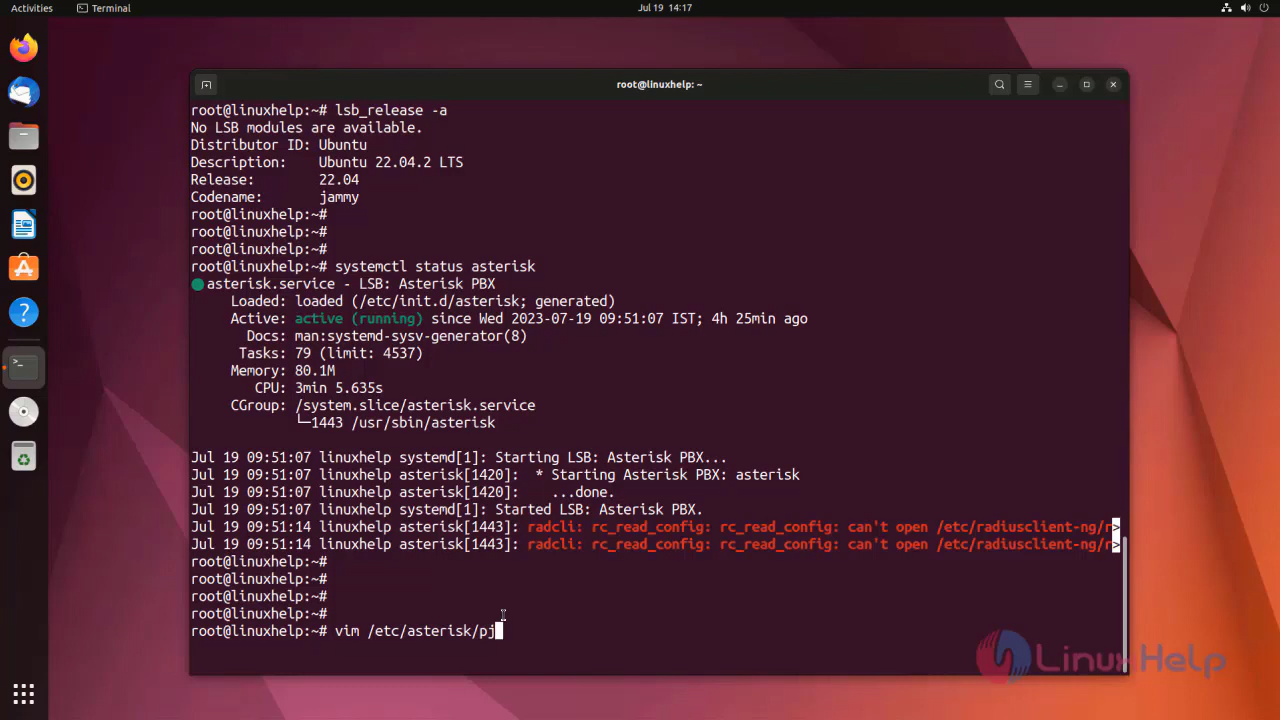 Activities Terminal Jul 19 14:17
root@linuxhelp: ~
root@linuxhelp:~# lsb_release -a
No LSB modules are available.
Distributor ID: Ubuntu
Description:    Ubuntu 22.04.2 LTS
Release:        22.04
Codename:       jammy
root@linuxhelp:~#
root@linuxhelp:~#
root@linuxhelp:~#
root@linuxhelp:~# systemctl status asterisk
● asterisk.service - LSB: Asterisk PBX
     Loaded: loaded (/etc/init.d/asterisk; generated)
     Active: active (running) since Wed 2023-07-19 09:51:07 IST; 4h 25min ago
       Docs: man:systemd-sysv-generator(8)
      Tasks: 79 (limit: 4537)
     Memory: 80.1M
        CPU: 3min 5.635s
     CGroup: /system.slice/asterisk.service
             └─1443 /usr/sbin/asterisk
Jul 19 09:51:07 linuxhelp systemd[1]: Starting LSB: Asterisk PBX...
Jul 19 09:51:07 linuxhelp asterisk[1420]:  * Starting Asterisk PBX: asterisk
Jul 19 09:51:07 linuxhelp asterisk[1420]:    ...done.
Jul 19 09:51:07 linuxhelp systemd[1]: Started LSB: Asterisk PBX.
Jul 19 09:51:14 linuxhelp asterisk[1443]: radcli: rc_read_config: rc_read_config: can't open /etc/radiusclient-ng/r>
Jul 19 09:51:14 linuxhelp asterisk[1443]: radcli: rc_read_config: rc_read_config: can't open /etc/radiusclient-ng/r>
root@linuxhelp:~#
root@linuxhelp:~#
root@linuxhelp:~#
root@linuxhelp:~#
root@linuxhelp:~# vim /etc/asterisk/pj
LinuxHelp